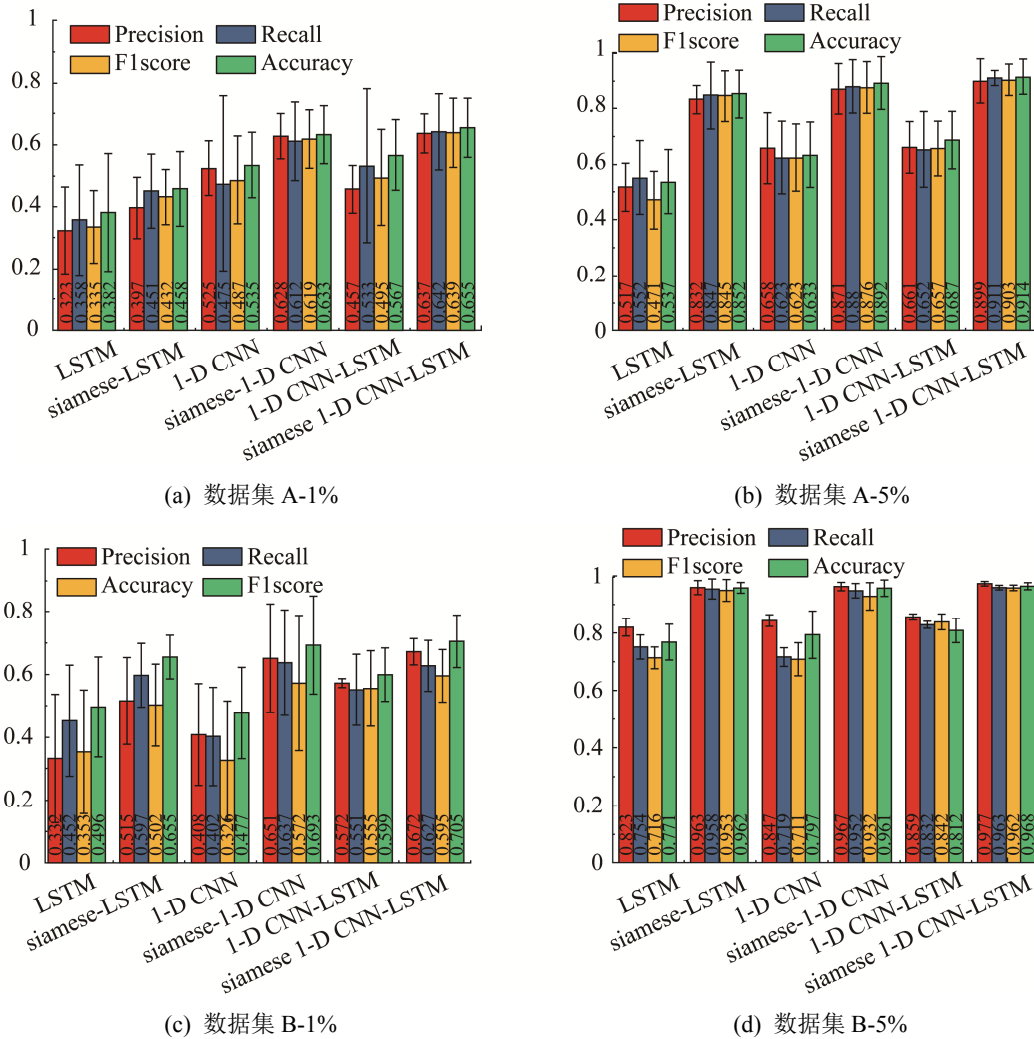 1
0.8
0.6
0.4
0.2
0
Precision Recall
F1score Accuracy
0.323 0.358 0.335 0.382 0.397 0.451 0.432 0.458 0.525 0.475 0.487 0.535 0.628 0.612 0.619 0.633 0.457 0.533 0.495 0.567 0.637 0.642 0.639 0.655
LSTM
siamese-LSTM
1-D CNN
siamese-1-D CNN
1-D CNN-LSTM
siamese 1-D CNN-LSTM
(a) 数据集 A-1%
1
0.8
0.6
0.4
0.2
0
Precision Recall
F1score Accuracy
0.517 0.552 0.471 0.537 0.832 0.847 0.845 0.852 0.658 0.623 0.623 0.633 0.871 0.88 0.876 0.892 0.661 0.652 0.657 0.687 0.899 0.911 0.903 0.914
LSTM
siamese-LSTM
1-D CNN
siamese-1-D CNN
1-D CNN-LSTM
siamese 1-D CNN-LSTM
(b) 数据集 A-5%
1
0.8
0.6
0.4
0.2
0
Precision Recall
Accuracy F1score
0.452 0.353 0.496 0.515 0.597 0.502 0.655 0.408 0.402 0.326 0.477 0.651 0.637 0.572 0.693 0.572 0.551 0.555 0.599 0.672 0.627 0.595 0.705
LSTM
siamese-LSTM
1-D CNN
siamese-1-D CNN
1-D CNN-LSTM
siamese 1-D CNN-LSTM
(c) 数据集 B-1%
1
0.8
0.6
0.4
0.2
0
Precision Recall
F1score Accuracy
0.823 0.754 0.716 0.771 0.963 0.958 0.953 0.962 0.847 0.719 0.711 0.797 0.967 0.952 0.932 0.961 0.859 0.832 0.842 0.812 0.977 0.963 0.962
LSTM
siamese-LSTM
1-D CNN
siamese-1-D CNN
1-D CNN-LSTM
siamese 1-D CNN-LSTM
(d) 数据集 B-5%